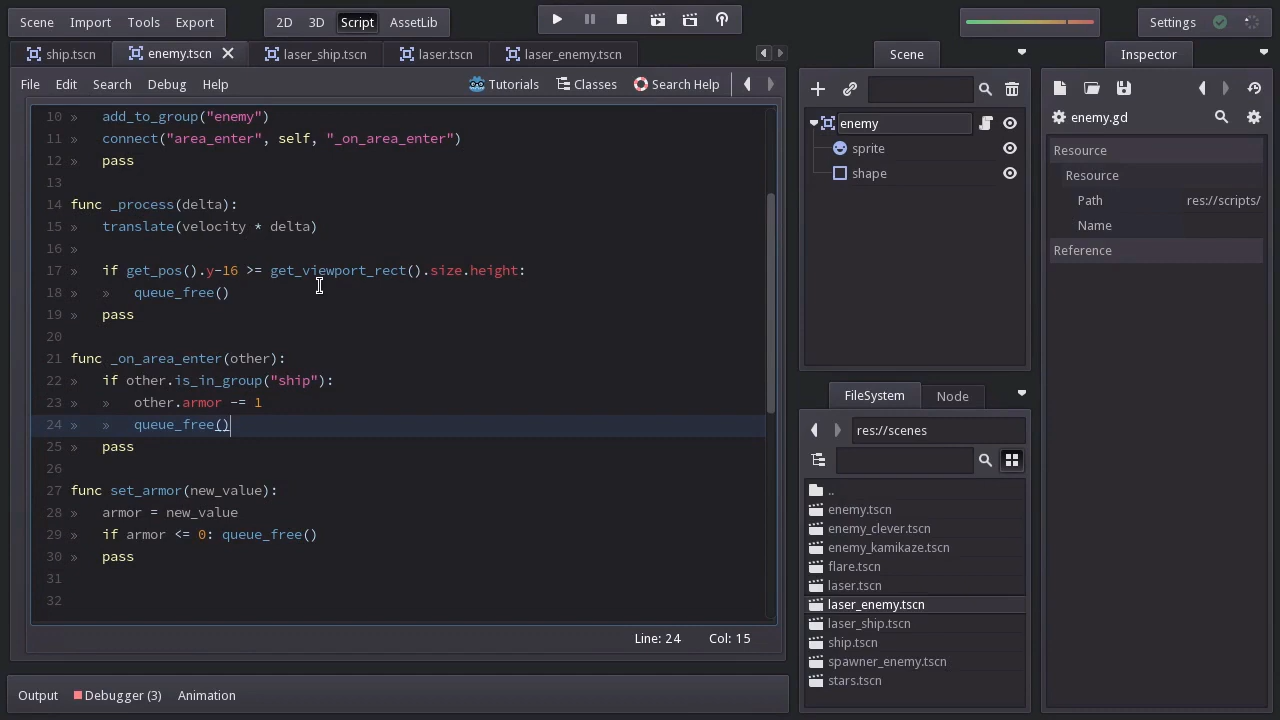 Scene Import Tools Export 2D 3D Script AssetLib Settings
ship.tscn enemy.tscn laser_ship.tscn laser.tscn laser_enemy.tscn
File Edit Search Debug Help Tutorials Classes Search Help
10 » add_to_group("enemy")
11 » connect("area_enter", self, "_on_area_enter")
12 » pass
13
14 func _process(delta):
15 » translate(velocity * delta)
16 »
17 » if get_pos().y-16 >= get_viewport_rect().size.height:
18 » » queue_free()
19 » pass
20
21 func _on_area_enter(other):
22 » if other.is_in_group("ship"):
23 » » other.armor -= 1
24 » » queue_free()
25 » pass
26
27 func set_armor(new_value):
28 » armor = new_value
29 » if armor <= 0: queue_free()
30 » pass
31
32
Line: 24 Col: 15
Output Debugger (3) Animation
Scene
enemy
sprite
shape
FileSystem Node
res://scenes
..
enemy.tscn
enemy_clever.tscn
enemy_kamikaze.tscn
flare.tscn
laser.tscn
laser_enemy.tscn
laser_ship.tscn
ship.tscn
spawner_enemy.tscn
stars.tscn
Inspector
enemy.gd
Resource
Resource
Path res://scripts/
Name
Reference